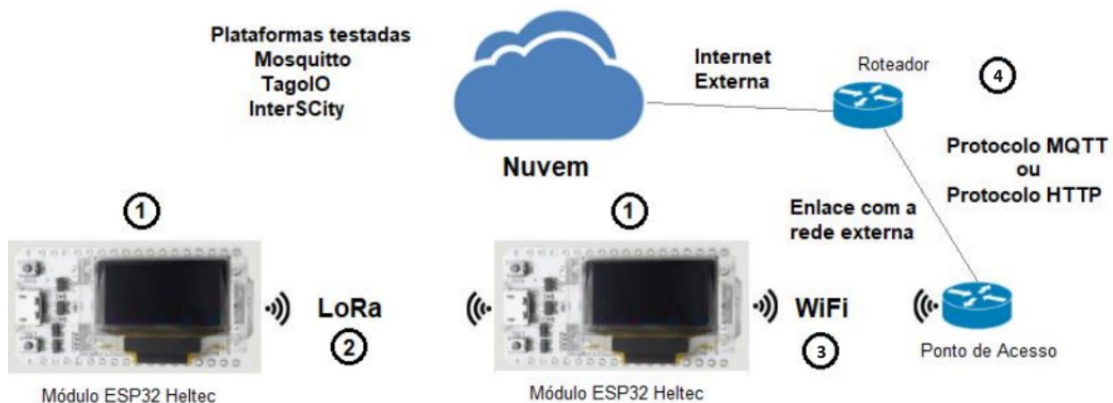 Plataformas testadas
Mosquitto
TagoIO
InterSCity
Nuvem
Internet
Externa
Roteador
4
Protocolo MQTT
ou
Protocolo HTTP
Enlace com a
rede externa
1
1
LoRa
2
WiFi
3
Ponto de Acesso
Módulo ESP32 Heltec
Módulo ESP32 Heltec